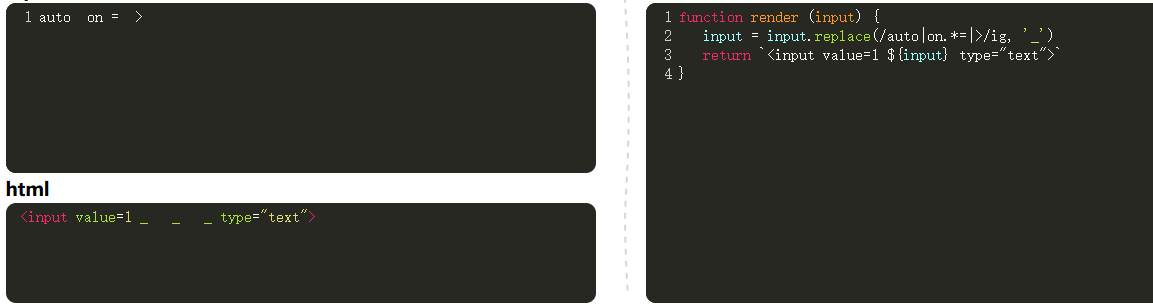 1 auto  on =  >
html
<input value=1 _   _   _ type="text">
1 function render (input) {
2   input = input.replace(/auto|on.*=|>/ig, '_')
3   return `<input value=1 ${input} type="text">`
4 }